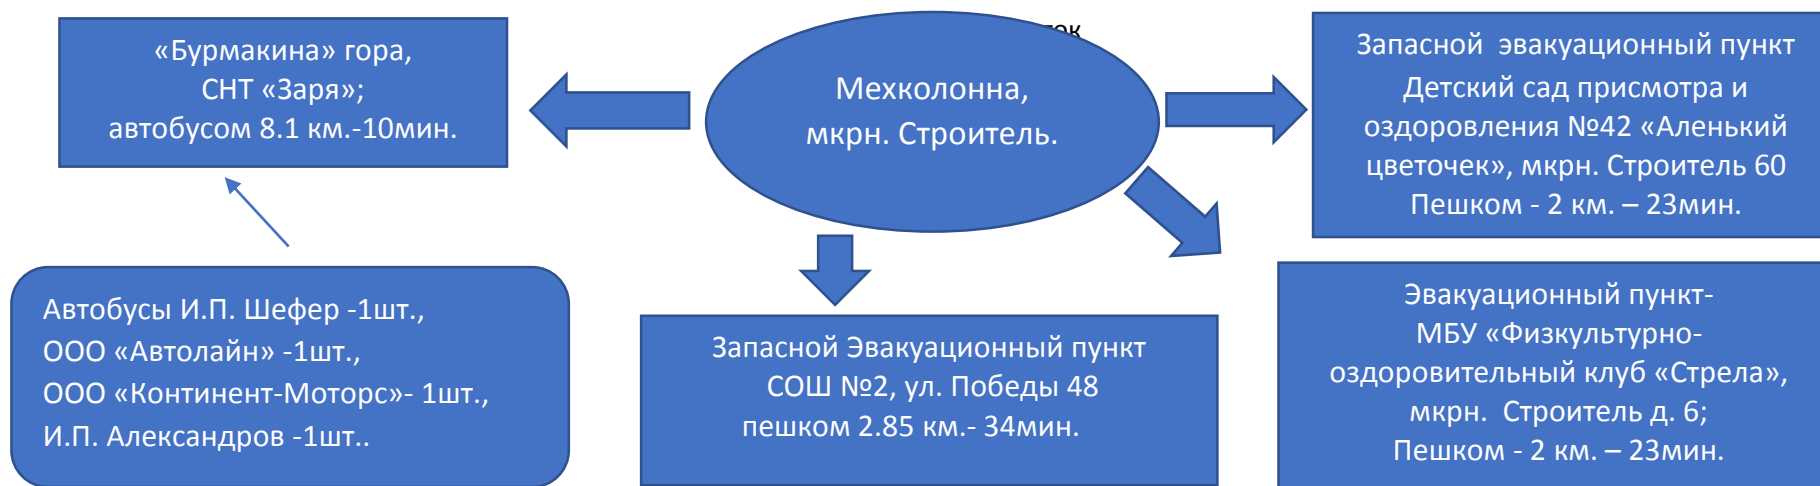 «Бурмакина» гора,
СНТ «Заря»;
автобусом 8.1 км.-10мин.
Мехколонна,
мкрн. Строитель.
Запасной эвакуационный пункт
Детский сад присмотра и
оздоровления №42 «Аленький
цветочек», мкрн. Строитель 60
Пешком - 2 км. – 23мин.
Автобусы И.П. Шефер -1шт.,
ООО «Автолайн» -1шт.,
ООО «Континент-Моторс»- 1шт.,
И.П. Александров -1шт..
Запасной Эвакуационный пункт
СОШ №2, ул. Победы 48
пешком 2.85 км.- 34мин.
Эвакуационный пункт-
МБУ «Физкультурно-
оздоровительный клуб «Стрела»,
мкрн. Строитель д. 6;
Пешком - 2 км. – 23мин.